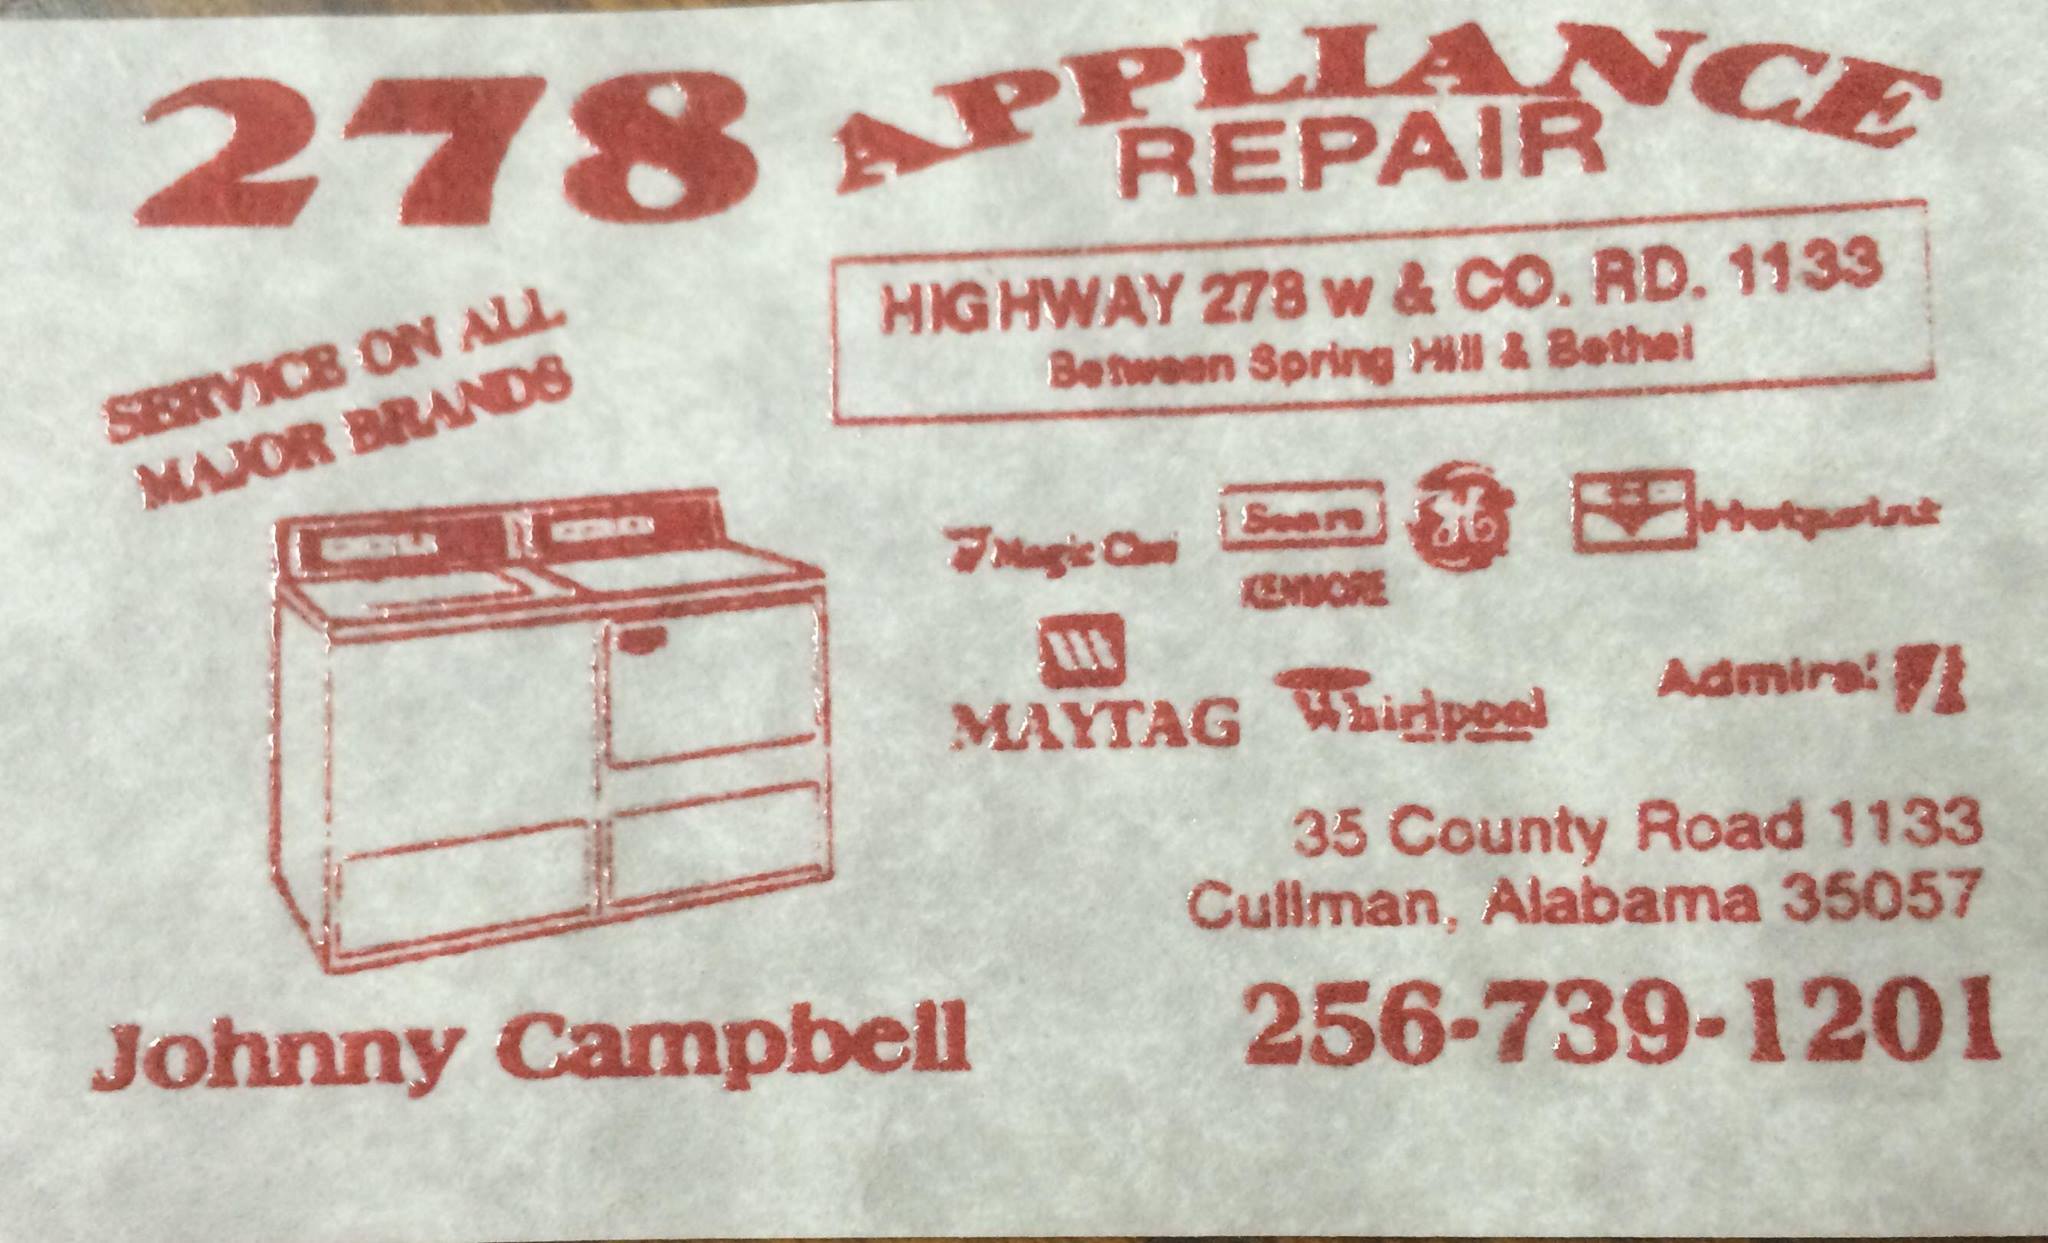 278 APPLIANCE
REPAIR
HIGHWAY 278 W & CO. RD. 1133
Between Spring Hill & Bethel
SERVICE ON ALL
MAJOR BRANDS
Magic Chef
Sears
KENMORE
GE
Hotpoint
MAYTAG
Whirlpool
Admiral
35 County Road 1133
Cullman, Alabama 35057
Johnny Campbell
256-739-1201